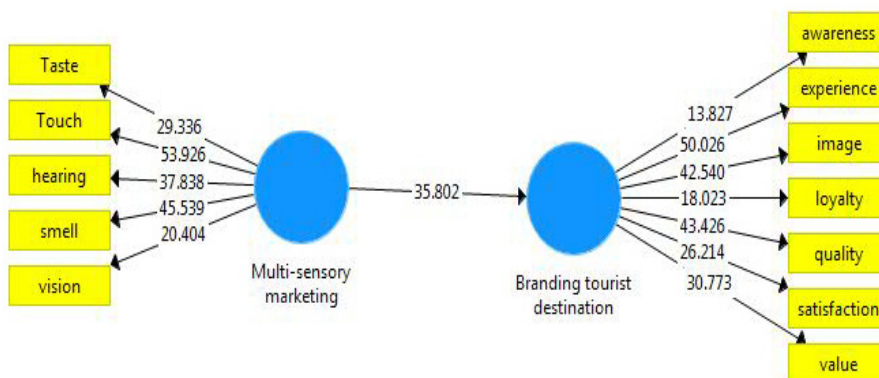 Taste
Touch
hearing
smell
vision
29.336
53.926
37.838
45.539
20.404
Multi-sensory
marketing
35.802
Branding tourist
destination
13.827
50.026
42.540
18.023
43.426
26.214
30.773
awareness
experience
image
loyalty
quality
satisfaction
value